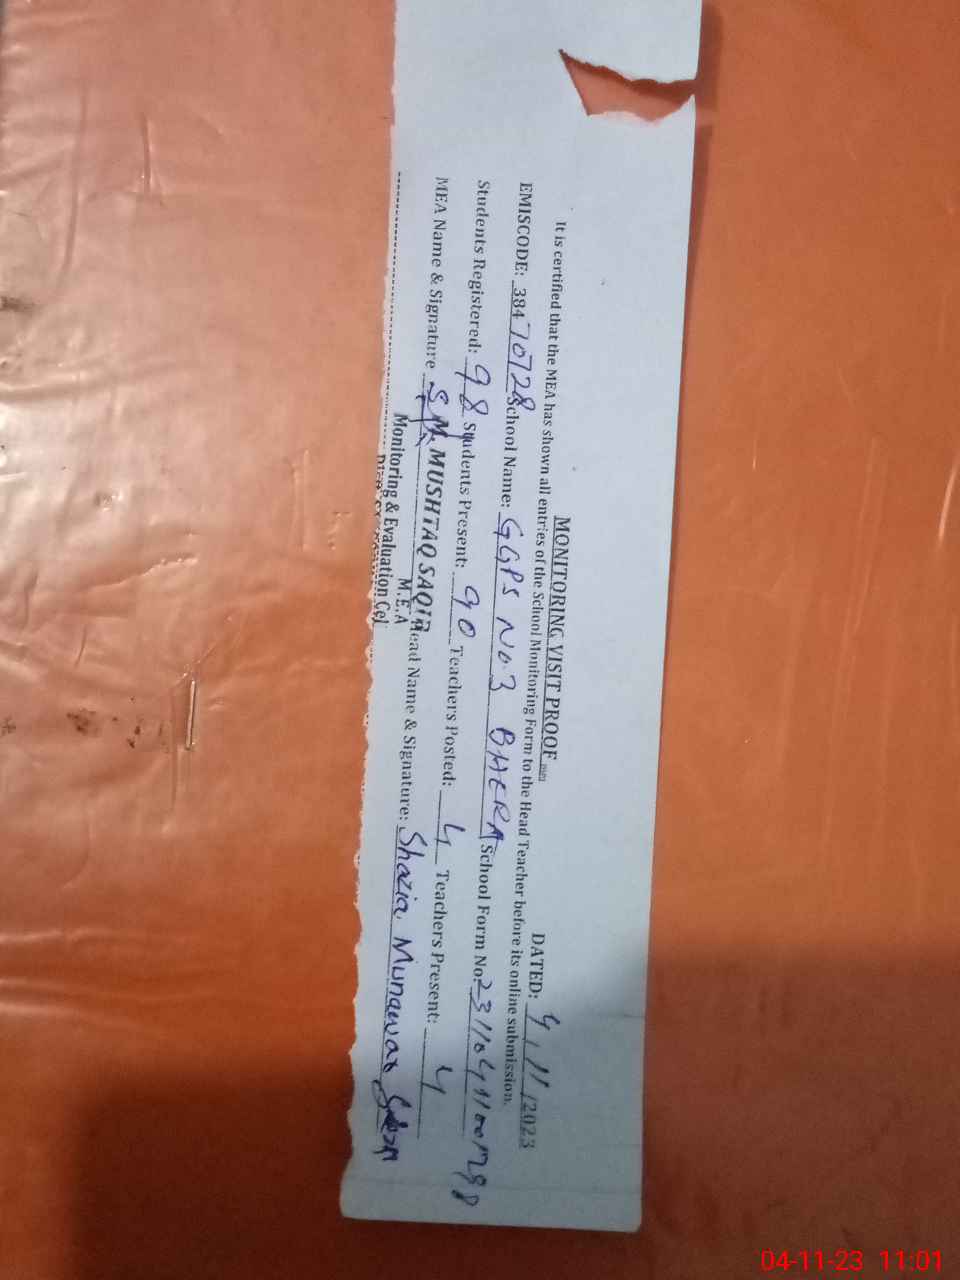 MONITORING VISIT PROOF
DATED: 4/11/2023
It is certified that the MEA has shown all entries of the School Monitoring Form to the Head Teacher before its online submission.
EMISCODE: 38470728 School Name: GGPS No.3 BHERA School Form No:
Students Registered: 98 Students Present: 90 Teachers Posted: 4 Teachers Present: 4
MEA Name & Signature MUSHTAQ SAQIB Head Name & Signature: Shazia Munawar
M.E.A
Monitoring & Evaluation Cel
04-11-23 11:01